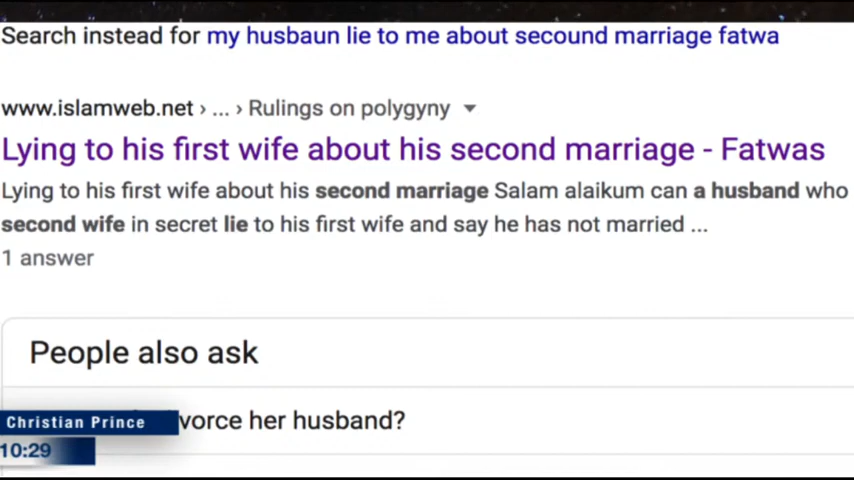 Search instead for my husbaun lie to me about secound marriage fatwa
www.islamweb.net › ... › Rulings on polygyny
Lying to his first wife about his second marriage - Fatwas
Lying to his first wife about his second marriage Salam alaikum can a husband who
second wife in secret lie to his first wife and say he has not married ...
1 answer
People also ask
vorce her husband?
Christian Prince
10:29